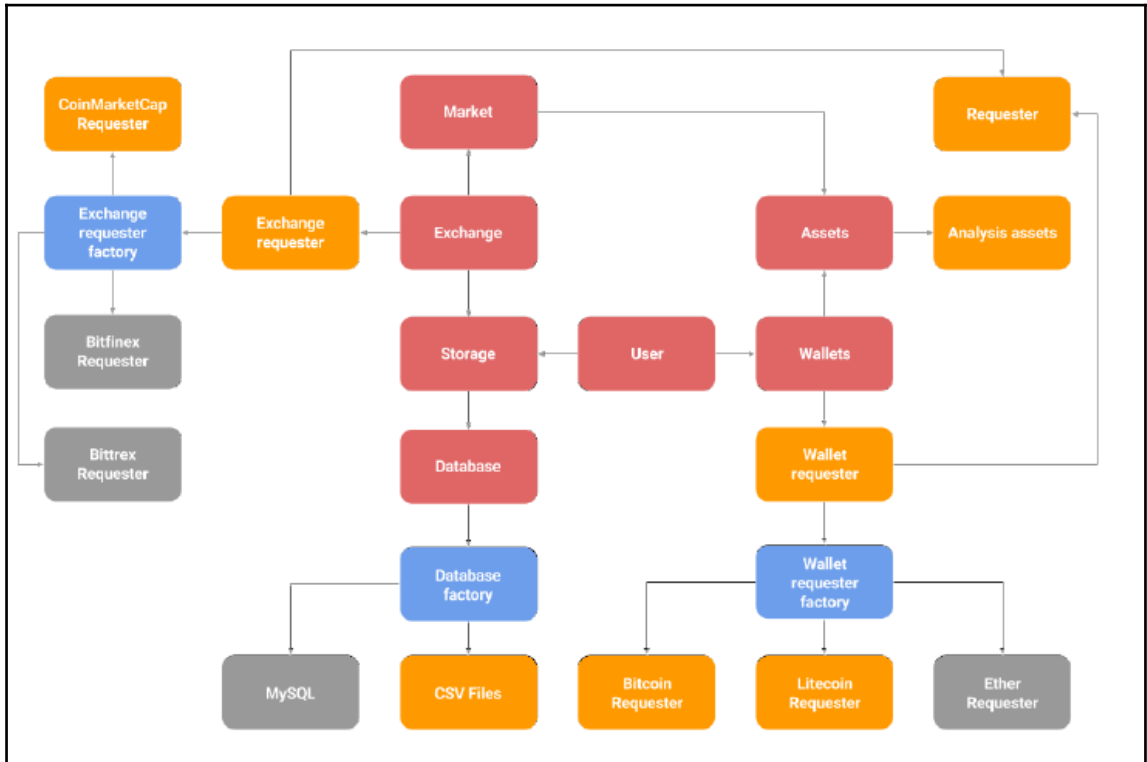 CoinMarketCap
Requester
Market
Requester
Exchange
requester
factory
Exchange
requester
Exchange
Assets
Analysis assets
Bitfinex
Requester
Storage
User
Wallets
Bittrex
Requester
Database
Wallet
requester
Database
factory
Wallet
requester
factory
MySQL
CSV Files
Bitcoin
Requester
Litecoin
Requester
Ether
Requester